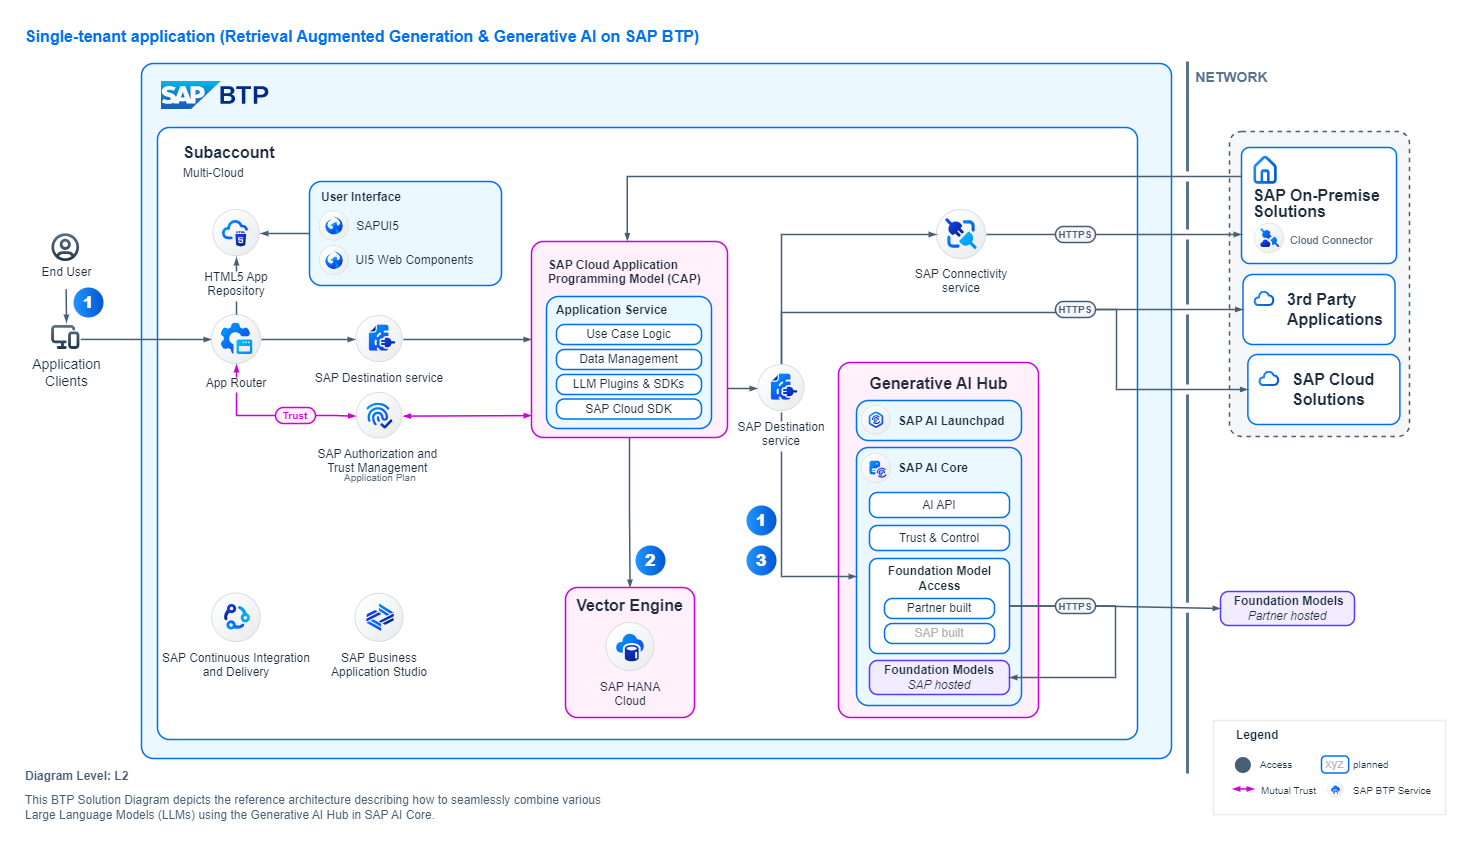 Single-tenant application (Retrieval Augmented Generation & Generative AI on SAP BTP)
NETWORK
SAP BTP
Subaccount
Multi-Cloud
User Interface
SAPUI5
UI5 Web Components
HTML5 App
Repository
End User
1
Application
Clients
App Router
SAP Destination service
Trust
SAP Authorization and
Trust Management
Application Plan
SAP Cloud Application
Programming Model (CAP)
Application Service
Use Case Logic
Data Management
LLM Plugins & SDKs
SAP Cloud SDK
SAP Destination
service
SAP Connectivity
service
HTTPS
HTTPS
SAP On-Premise
Solutions
Cloud Connector
3rd Party
Applications
SAP Cloud
Solutions
Generative AI Hub
SAP AI Launchpad
SAP AI Core
AI API
Trust & Control
Foundation Model
Access
Partner built
SAP built
Foundation Models
SAP hosted
1
3
2
HTTPS
Foundation Models
Partner hosted
Vector Engine
SAP HANA
Cloud
SAP Continuous Integration
and Delivery
SAP Business
Application Studio
Legend
Access
xyz planned
Mutual Trust
SAP BTP Service
Diagram Level: L2
This BTP Solution Diagram depicts the reference architecture describing how to seamlessly combine various
Large Language Models (LLMs) using the Generative AI Hub in SAP AI Core.